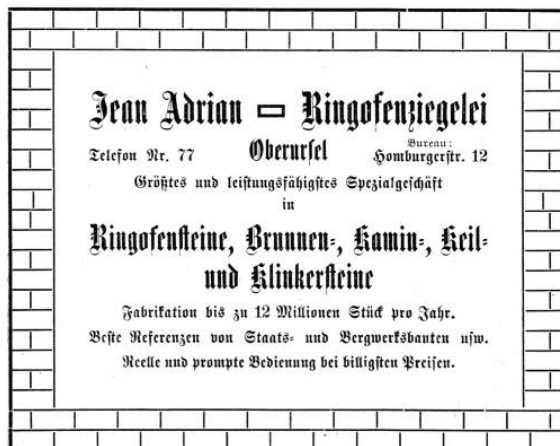 Jean Adrian ▭ Ringofenziegelei
Telefon Nr. 77 Oberursel Bureau: Homburgerstr. 12
Größtes und leistungsfähigstes Spezialgeschäft
in
Ringofensteine, Brunnen-, Kamin-, Keil-
und Klinkersteine
Fabrikation bis zu 12 Millionen Stück pro Jahr.
Beste Referenzen von Staats- und Bergwerksbauten usw.
Reelle und prompte Bedienung bei billigsten Preisen.